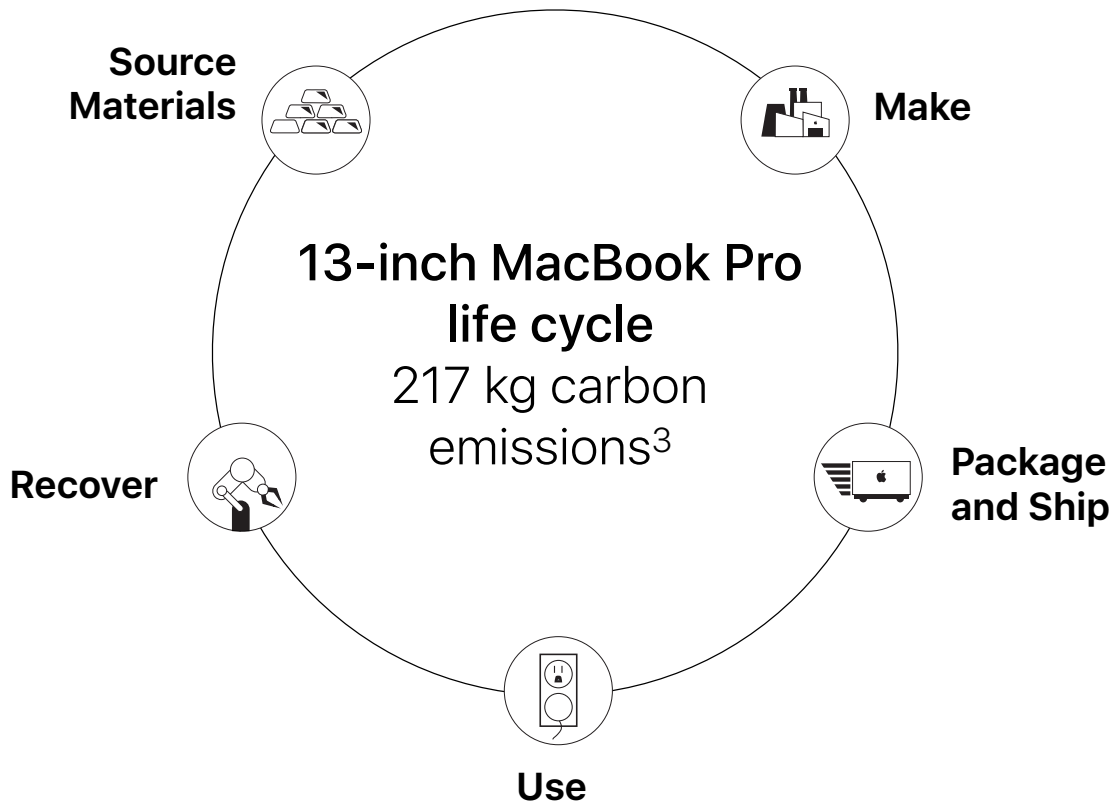 Source
Materials
Make
13-inch MacBook Pro
life cycle
217 kg carbon
emissions³
Recover
Package
and Ship
Use